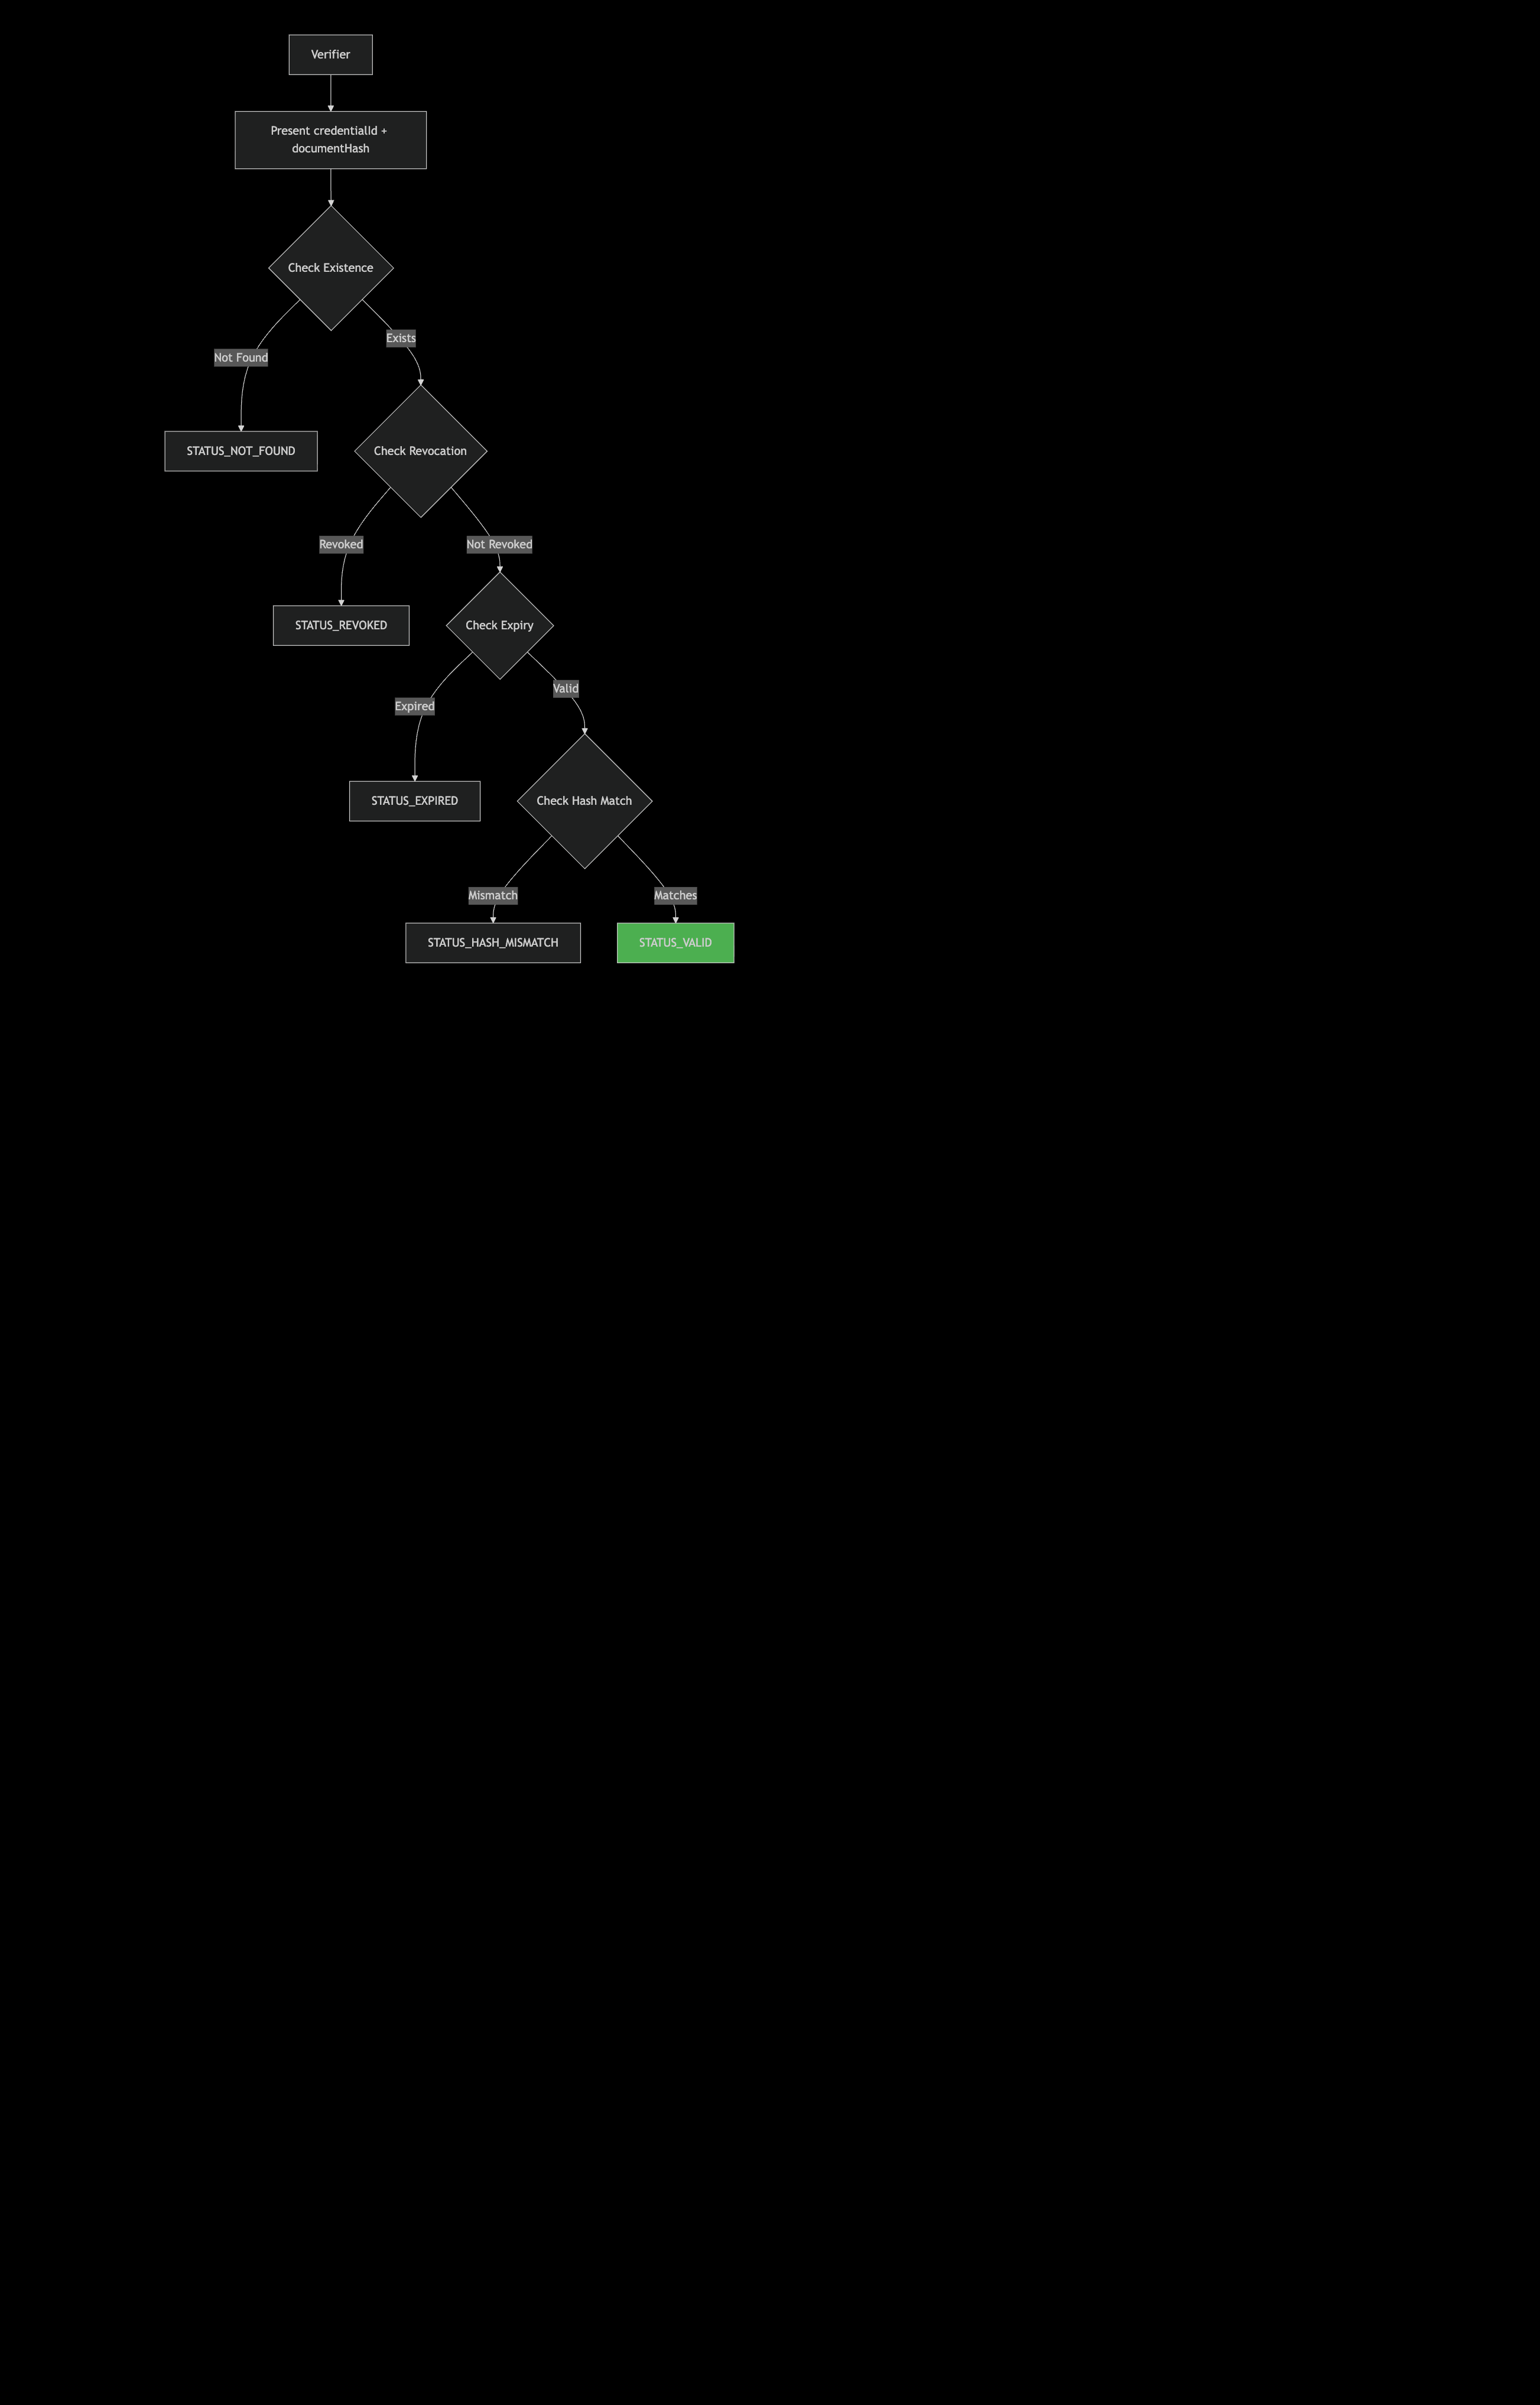 Verifier
Present credentialId +
documentHash
Check Existence
Exists
Not Found
STATUS_NOT_FOUND
Check Revocation
Revoked
Not Revoked
STATUS_REVOKED
Check Expiry
Valid
Expired
STATUS_EXPIRED
Check Hash Match
Mismatch
Matches
STATUS_HASH_MISMATCH
STATUS_VALID